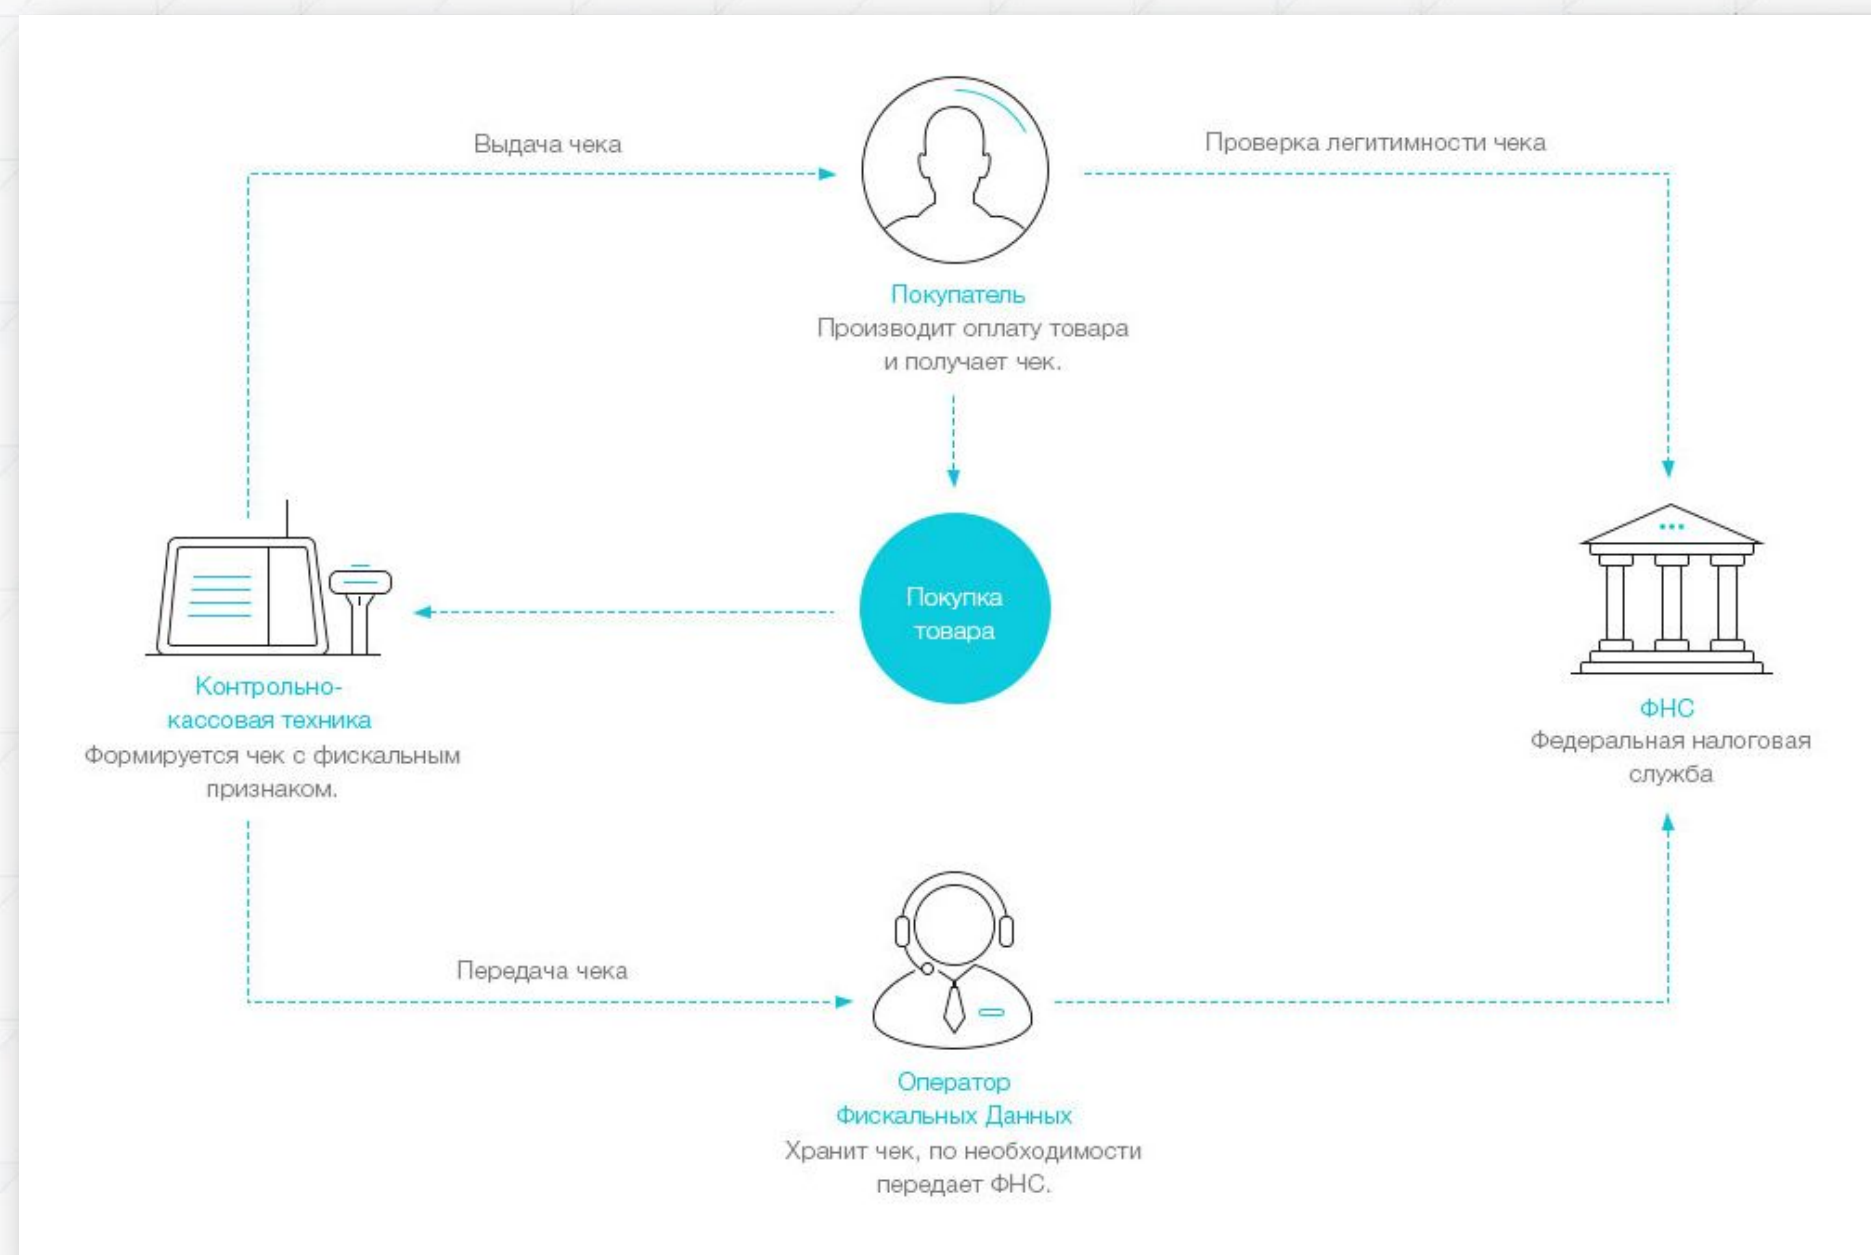 Выдача чека
Проверка легитимности чека
Покупатель
Производит оплату товара
и получает чек.
Покупка
товара
Контрольно-
кассовая техника
Формируется чек с фискальным
признаком.
ФНС
Федеральная налоговая
служба
Передача чека
Оператор
Фискальных Данных
Хранит чек, по необходимости
передает ФНС.